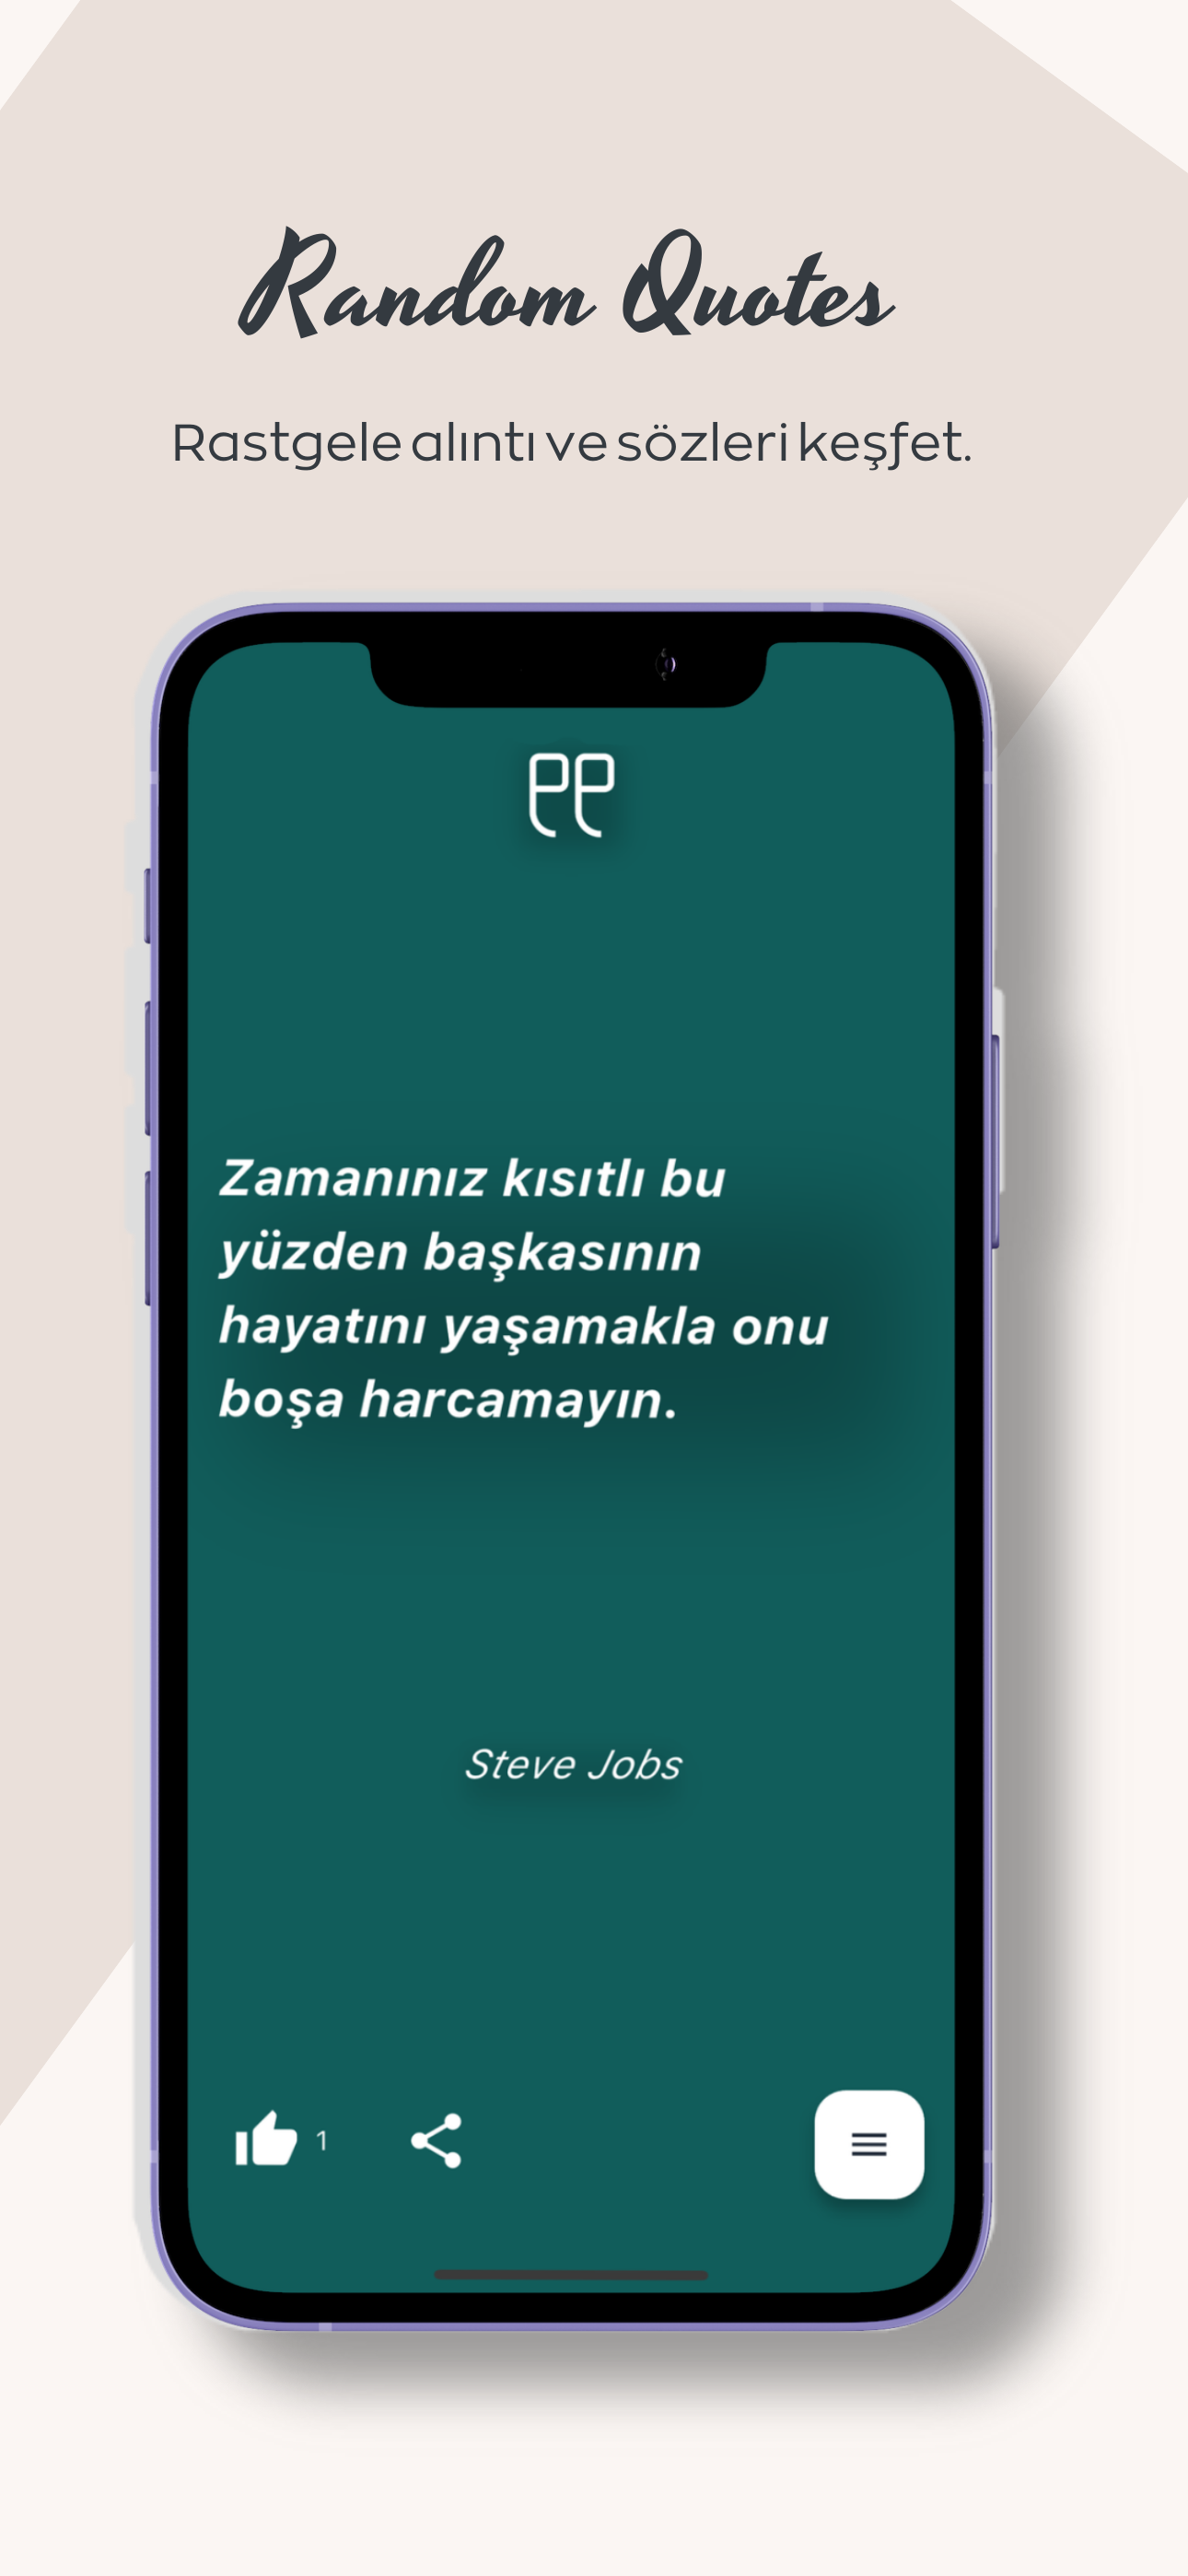 Random Quotes
Rastgele alıntı ve sözleri keşfet.
Zamanınız kısıtlı bu
yüzden başkasının
hayatını yaşamakla onu
boşa harcamayın.
Steve Jobs
1